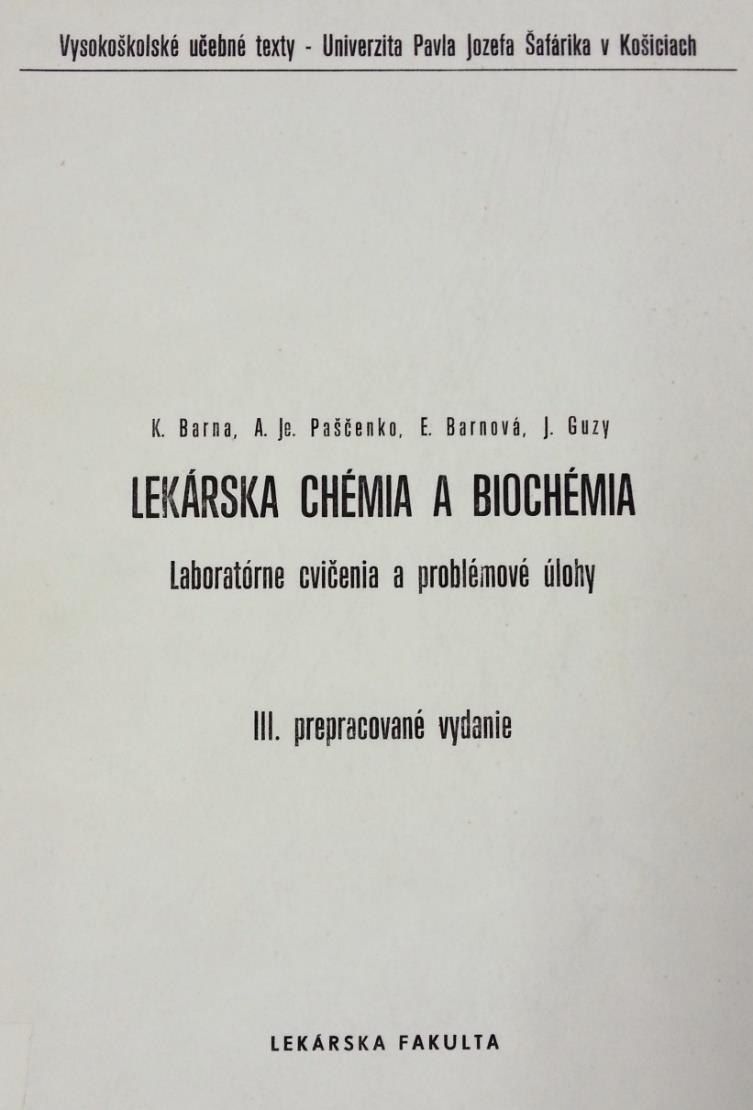 Vysokoškolské učebné texty - Univerzita Pavla Jozefa Šafárika v Košiciach
K. Barna, A. Je. Paščenko, E. Barnová, J. Guzy
LEKÁRSKA CHÉMIA A BIOCHÉMIA
Laboratórne cvičenia a problémové úlohy
III. prepracované vydanie
LEKÁRSKA FAKULTA